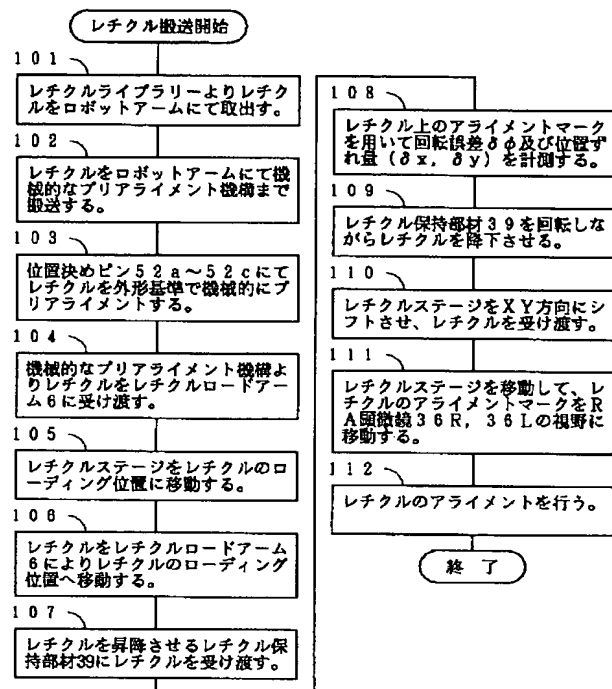 レチクル搬送開始
101
レチクルライブラリーよりレチク
ルをロボットアームにて取出す。
102
レチクルをロボットアームにて機
械的なプリアライメント機構まで
搬送する。
103
位置決めピン52a～52cにて
レチクルを外形基準で機械的にプ
リアライメントする。
104
機械的なプリアライメント機構よ
りレチクルをレチクルロードアー
ム6に受け渡す。
105
レチクルステージをレチクルのロ
ーディング位置に移動する。
106
レチクルをレチクルロードアーム
6によりレチクルのローディング
位置へ移動する。
107
レチクルを昇降させるレチクル保
持部材39にレチクルを受け渡す。
108
レチクル上のアライメントマーク
を用いて回転誤差δφ及び位置ず
れ量(δx, δy)を計測する。
109
レチクル保持部材39を回転しな
がらレチクルを降下させる。
110
レチクルステージをXY方向にシ
フトさせ、レチクルを受け渡す。
111
レチクルステージを移動して、レ
チクルのアライメントマークをR
A顕微鏡36R, 36Lの視野に
移動する。
112
レチクルのアライメントを行う。
終 了